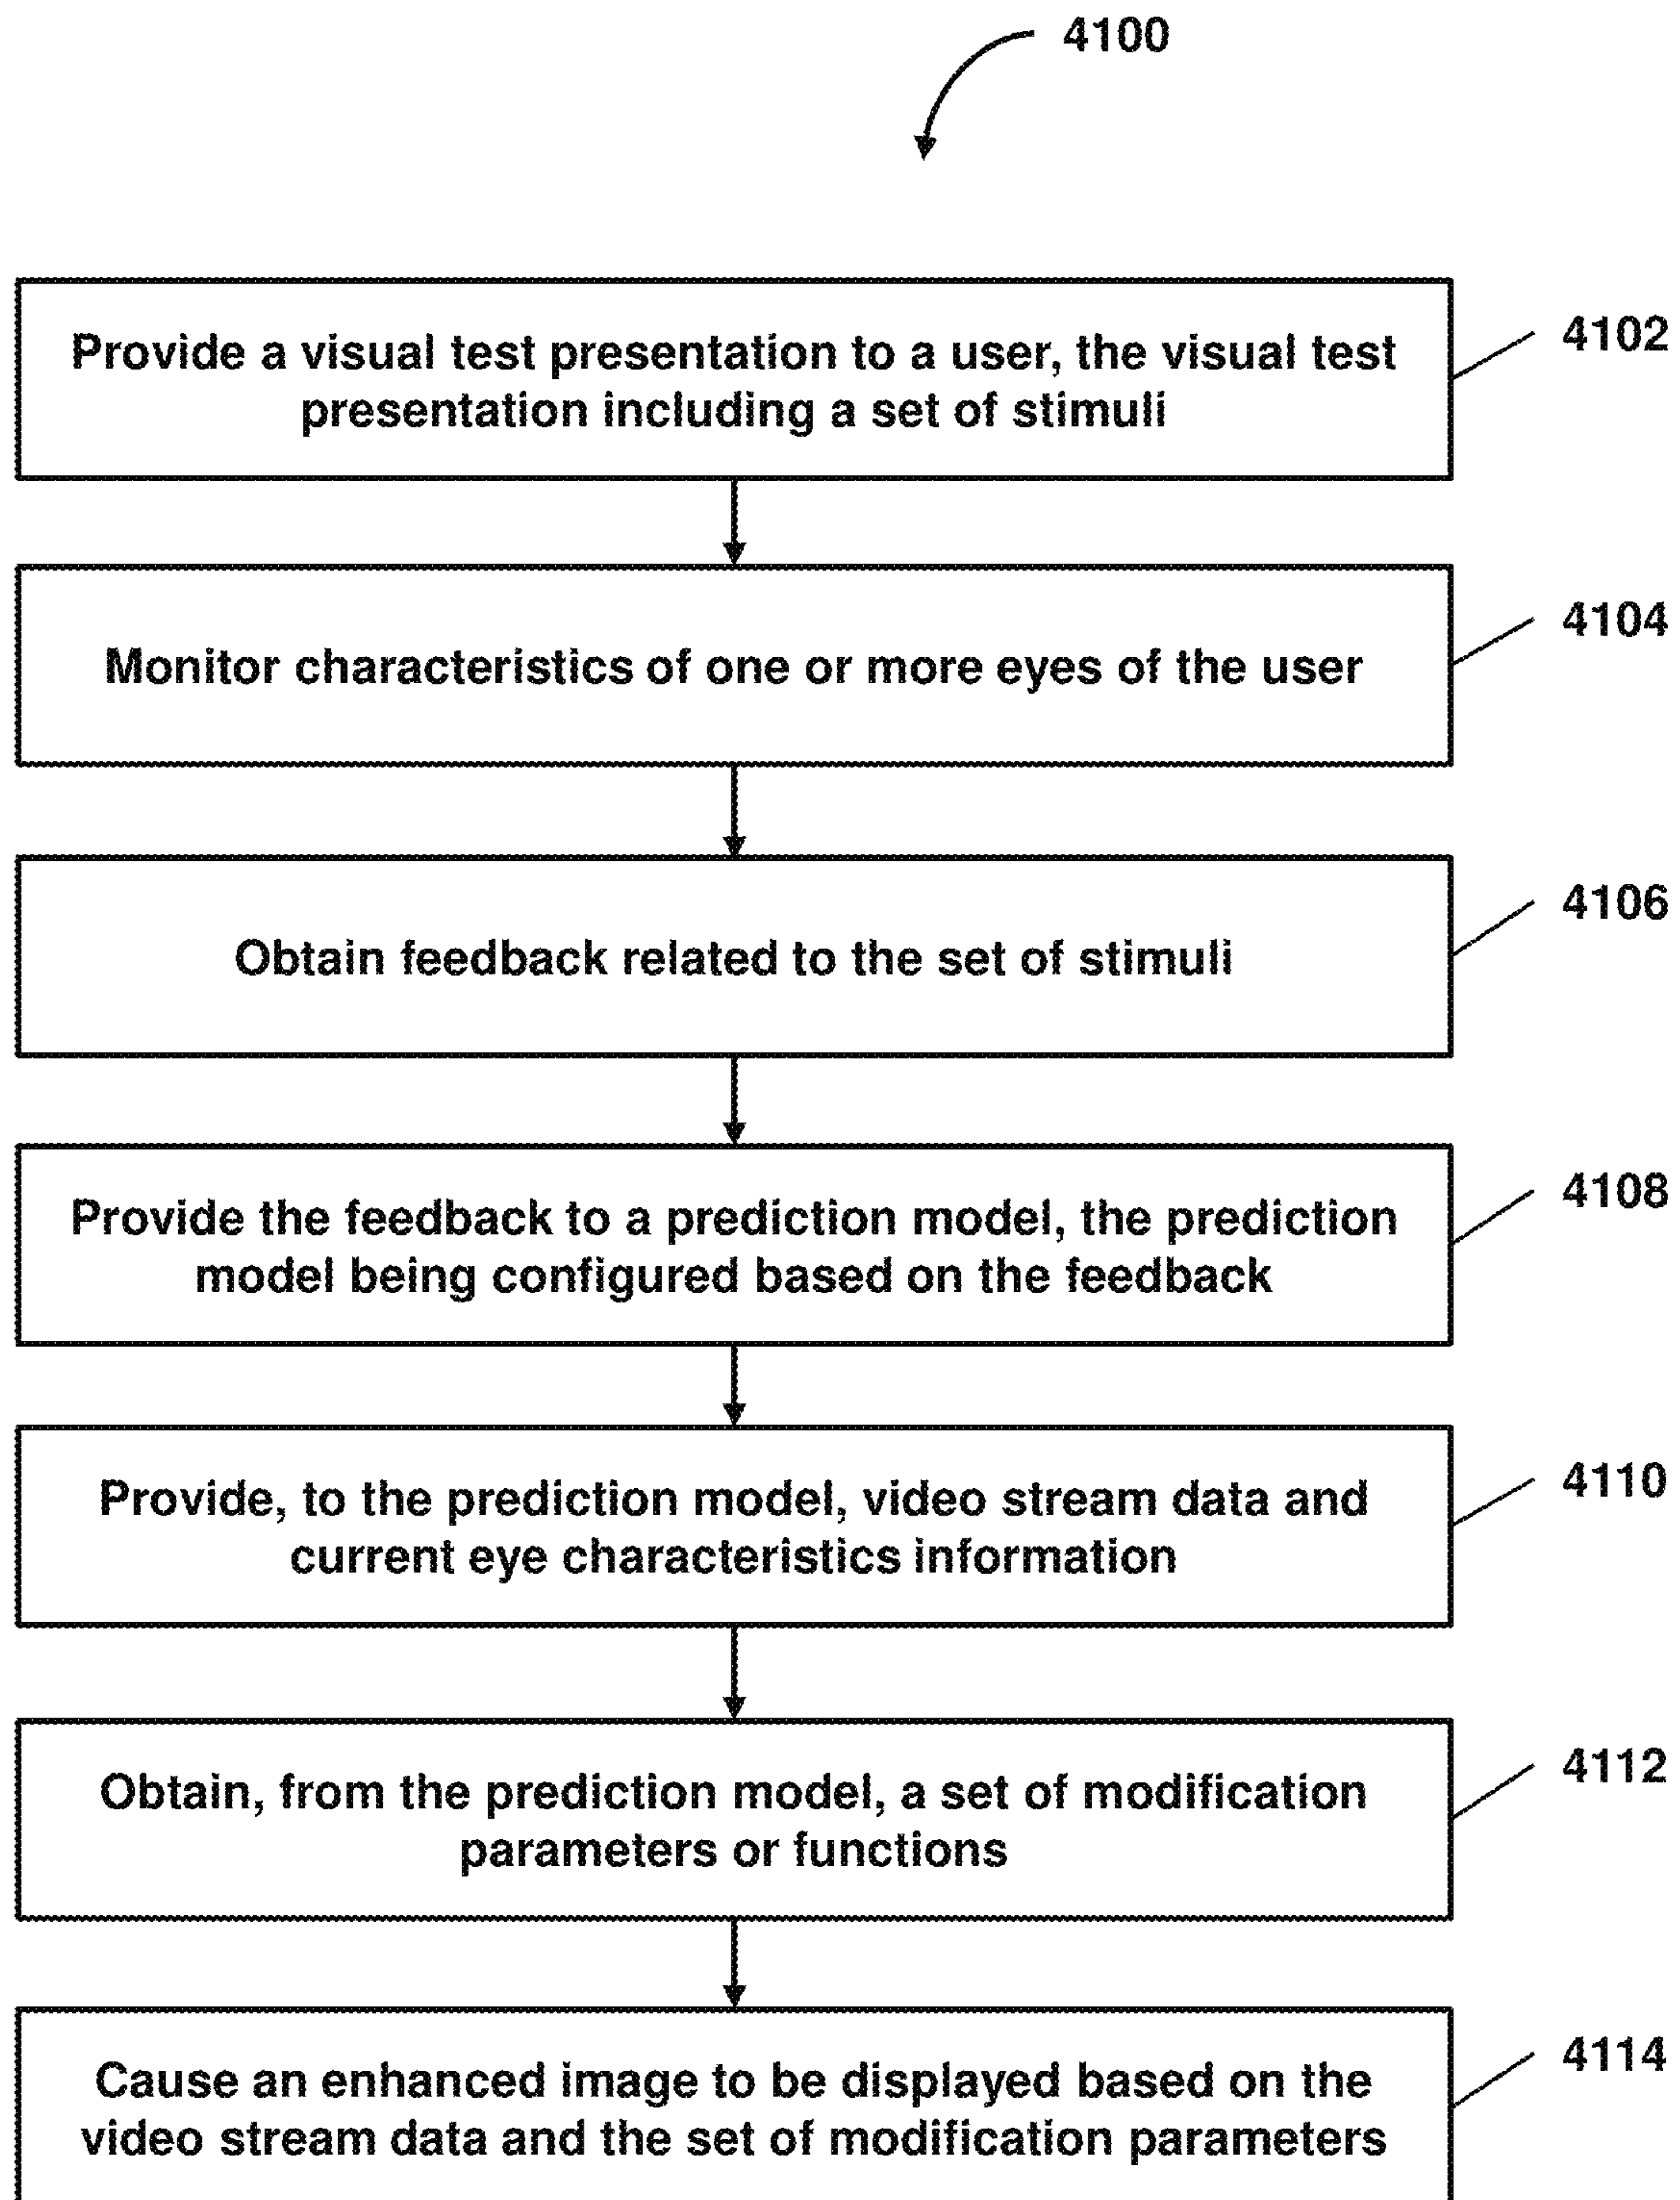 4100
Provide a visual test presentation to a user, the visual test
presentation including a set of stimuli
4102
Monitor characteristics of one or more eyes of the user
4104
Obtain feedback related to the set of stimuli
4106
Provide the feedback to a prediction model, the prediction
model being configured based on the feedback
4108
Provide, to the prediction model, video stream data and
current eye characteristics information
4110
Obtain, from the prediction model, a set of modification
parameters or functions
4112
Cause an enhanced image to be displayed based on the
video stream data and the set of modification parameters
4114